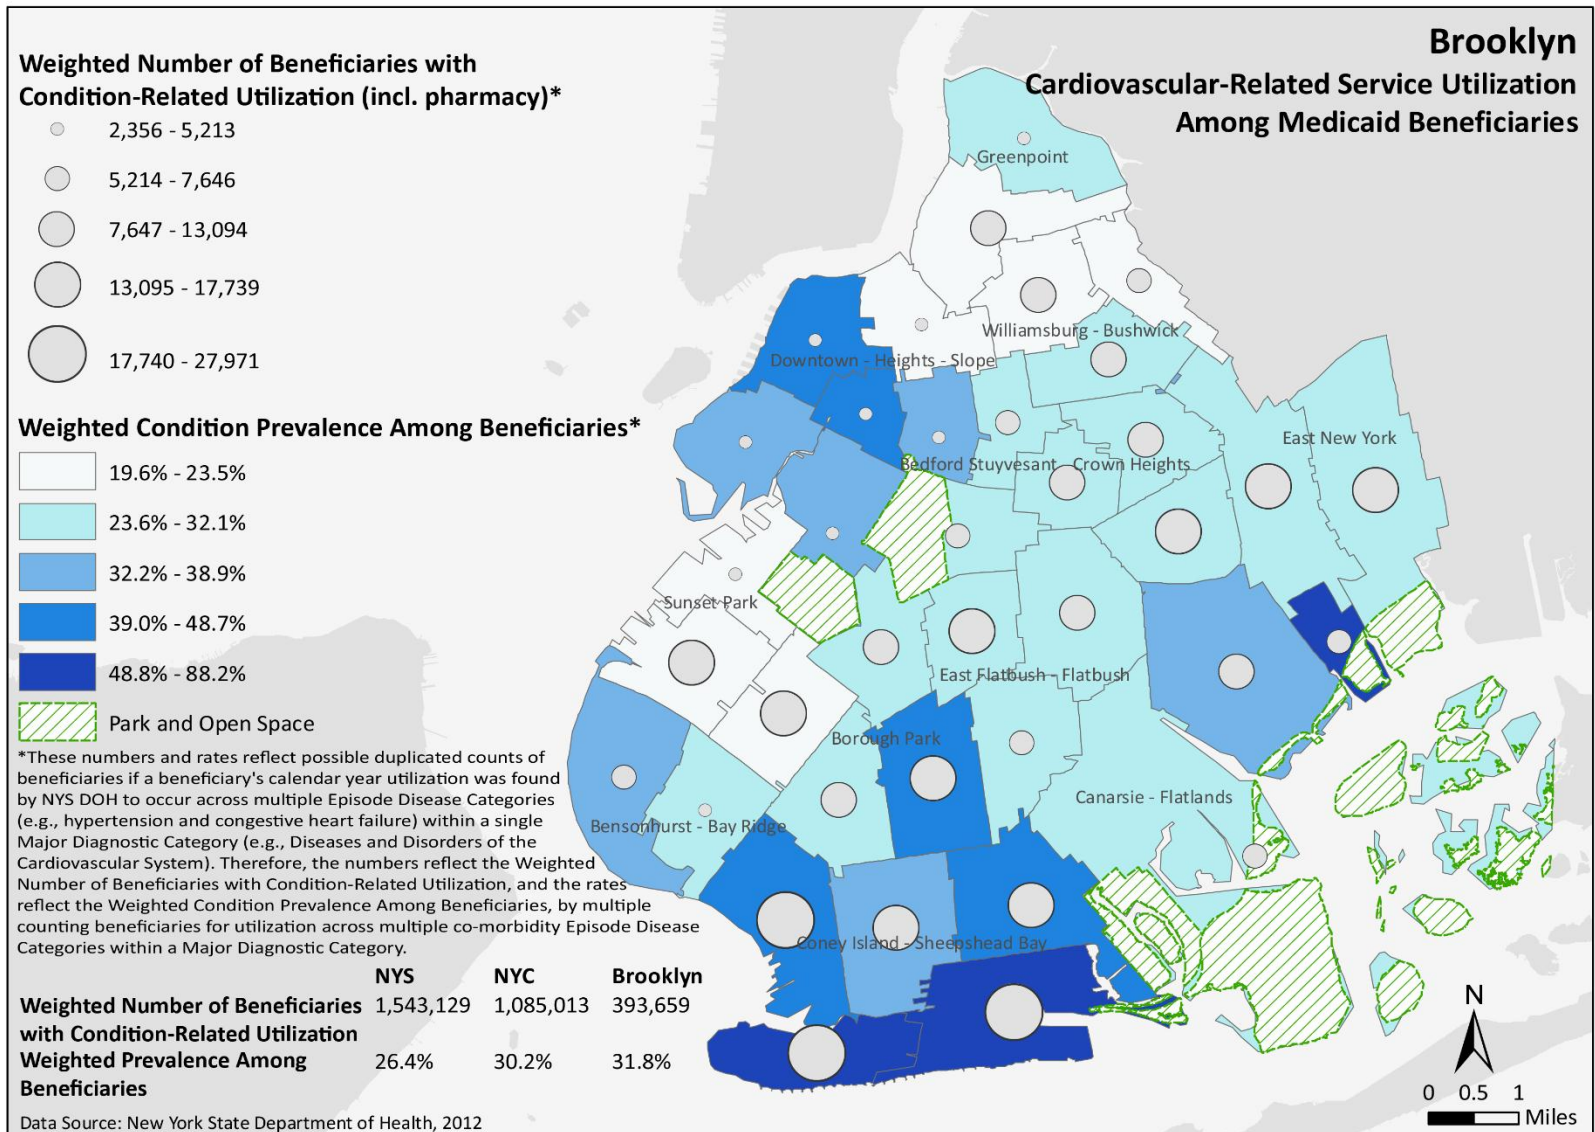 Brooklyn
Cardiovascular-Related Service Utilization
Among Medicaid Beneficiaries
Weighted Number of Beneficiaries with
Condition-Related Utilization (incl. pharmacy)*
2,356 - 5,213
5,214 - 7,646
7,647 - 13,094
13,095 - 17,739
17,740 - 27,971
Weighted Condition Prevalence Among Beneficiaries*
19.6% - 23.5%
23.6% - 32.1%
32.2% - 38.9%
39.0% - 48.7%
48.8% - 88.2%
Park and Open Space
*These numbers and rates reflect possible duplicated counts of
beneficiaries if a beneficiary's calendar year utilization was found
by NYS DOH to occur across multiple Episode Disease Categories
(e.g., hypertension and congestive heart failure) within a single
Major Diagnostic Category (e.g., Diseases and Disorders of the
Cardiovascular System). Therefore, the numbers reflect the Weighted
Number of Beneficiaries with Condition-Related Utilization, and the rates
reflect the Weighted Condition Prevalence Among Beneficiaries, by multiple
counting beneficiaries for utilization across multiple co-morbidity Episode Disease
Categories within a Major Diagnostic Category.
NYS NYC Brooklyn
Weighted Number of Beneficiaries 1,543,129 1,085,013 393,659
with Condition-Related Utilization
Weighted Prevalence Among 26.4% 30.2% 31.8%
Beneficiaries
Data Source: New York State Department of Health, 2012
Greenpoint
Williamsburg - Bushwick
Downtown - Heights - Slope
East New York
Bedford Stuyvesant - Crown Heights
Sunset Park
East Flatbush - Flatbush
Borough Park
Canarsie - Flatlands
Bensonhurst - Bay Ridge
Coney Island - Sheepshead Bay
N
0 0.5 1
Miles